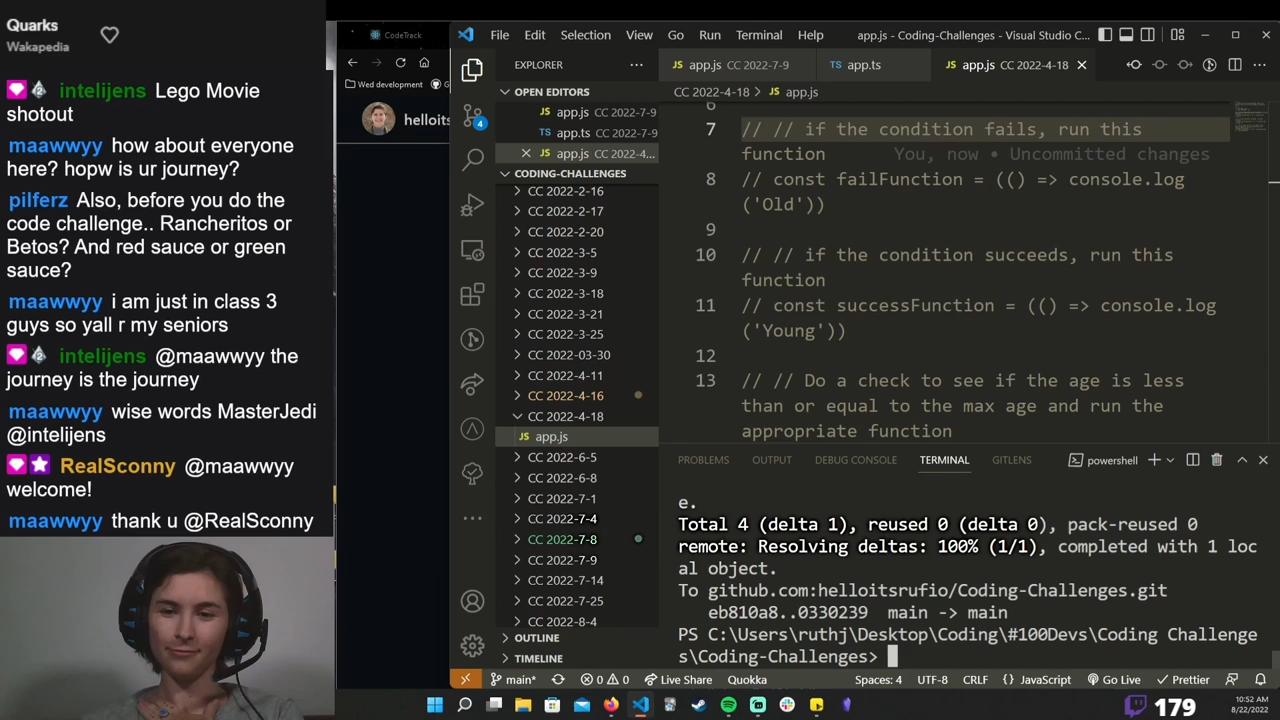 Quarks
Wakapedia
intelijens Lego Movie
shotout
maawwyy how about everyone
here? hopw is ur journey?
pilferz Also, before you do the
code challenge.. Rancheritos or
Betos? And red sauce or green
sauce?
maawwyy i am just in class 3
guys so yall r my seniors
intelijens @maawwyy the
journey is the journey
maawwyy wise words MasterJedi
@intelijens
RealSconny @maawwyy
welcome!
maawwyy thank u @RealSconny
CodeTrack
Wed development
helloits
File Edit Selection View Go Run Terminal Help
app.js - Coding-Challenges - Visual Studio C...
EXPLORER
OPEN EDITORS
app.js CC 2022-7-9
app.ts CC 2022-7-9
app.js CC 2022-4...
CODING-CHALLENGES
CC 2022-2-16
CC 2022-2-17
CC 2022-2-20
CC 2022-3-5
CC 2022-3-9
CC 2022-3-18
CC 2022-3-21
CC 2022-3-25
CC 2022-03-30
CC 2022-4-11
CC 2022-4-16
CC 2022-4-18
JS app.js
CC 2022-6-5
CC 2022-6-8
CC 2022-7-1
CC 2022-7-4
CC 2022-7-8
CC 2022-7-9
CC 2022-7-14
CC 2022-7-25
CC 2022-8-4
OUTLINE
TIMELINE
4
JS app.js CC 2022-7-9
TS app.ts
JS app.js CC 2022-4-18
CC 2022-4-18 > JS app.js
6
7 // // if the condition fails, run this
function You, now • Uncommitted changes
8 // const failFunction = (() => console.log
('Old'))
9
10 // // if the condition succeeds, run this
function
11 // const successFunction = (() => console.log
('Young'))
12
13 // // Do a check to see if the age is less
than or equal to the max age and run the
appropriate function
PROBLEMS OUTPUT DEBUG CONSOLE TERMINAL GITLENS
powershell
e.
Total 4 (delta 1), reused 0 (delta 0), pack-reused 0
remote: Resolving deltas: 100% (1/1), completed with 1 loc
al object.
To github.com:helloitsrufio/Coding-Challenges.git
eb810a8..0330239 main -> main
PS C:\Users\ruthj\Desktop\Coding\#100Devs\Coding Challenge
s\Coding-Challenges>
main* 0 0 Live Share Quokka Spaces: 4 UTF-8 CRLF JavaScript Go Live Prettier
179
10:52 AM
8/22/2022